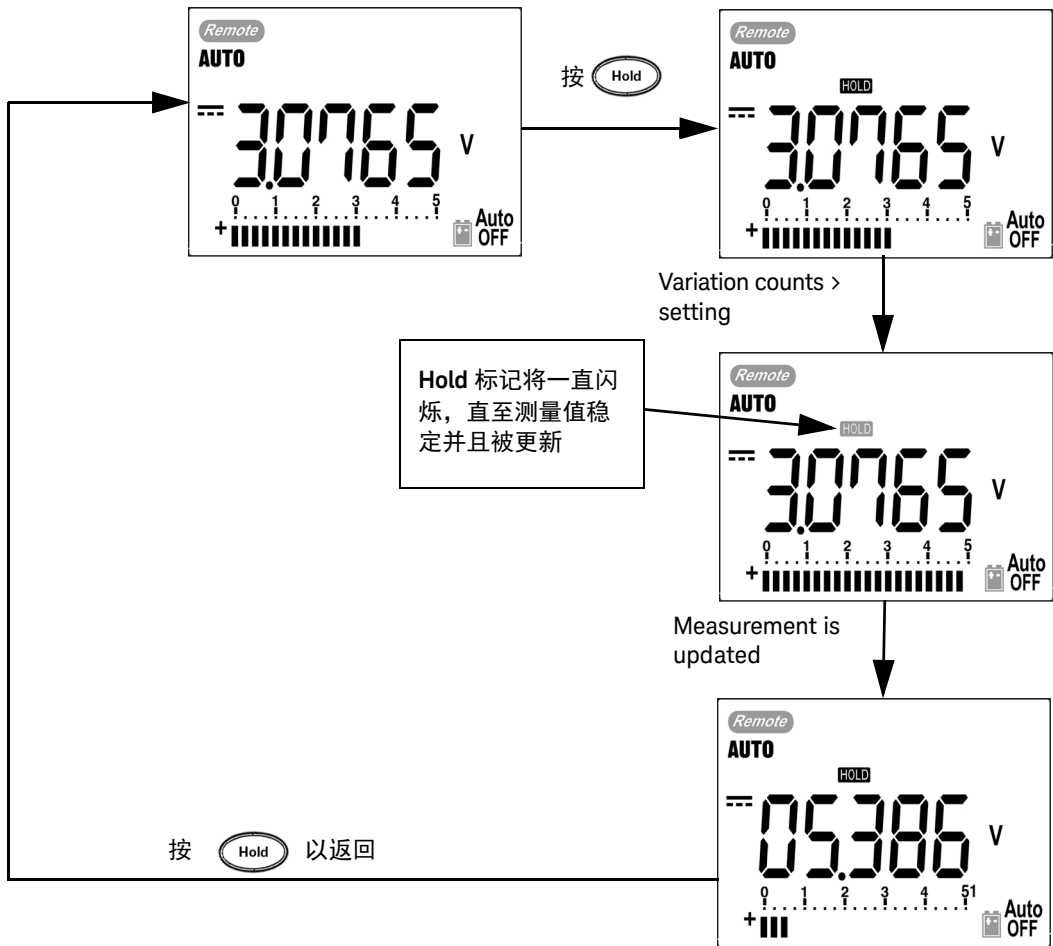 Remote
AUTO
3.0765 V
0 1 2 3 4 5
+
Auto
OFF
按 Hold
Remote
AUTO
HOLD
3.0765 V
0 1 2 3 4 5
+
Auto
OFF
Variation counts >
setting
Hold 标记将一直闪
烁，直至测量值稳
定并且被更新
Remote
AUTO
HOLD
3.0765 V
0 1 2 3 4 5
+
Auto
OFF
Measurement is
updated
Remote
AUTO
HOLD
05.386 V
0 1 2 3 4 51
+
Auto
OFF
按 Hold 以返回